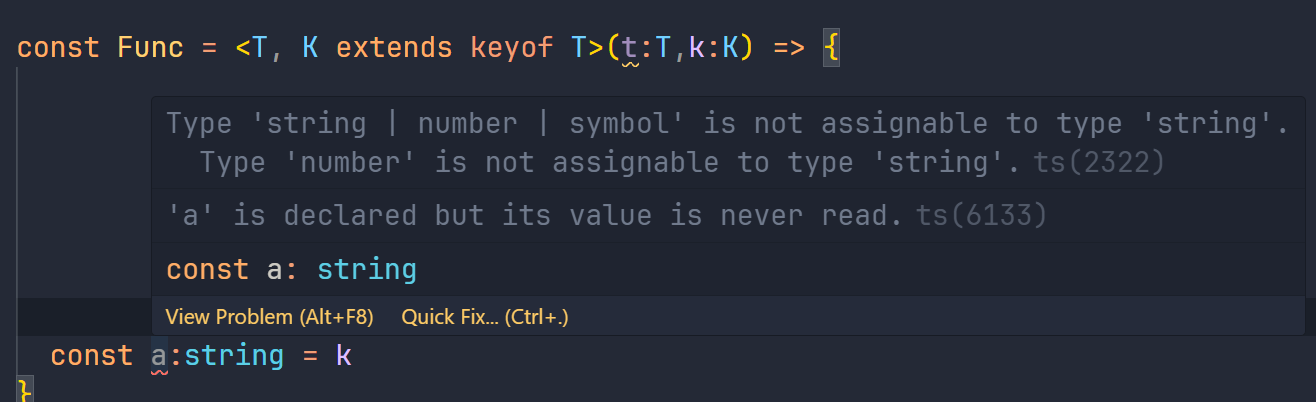 const Func = <T, K extends keyof T>(t:T,k:K) => {
Type 'string | number | symbol' is not assignable to type 'string'.
Type 'number' is not assignable to type 'string'. ts(2322)
'a' is declared but its value is never read. ts(6133)
const a: string
View Problem (Alt+F8) Quick Fix... (Ctrl+.)
const a:string = k
}